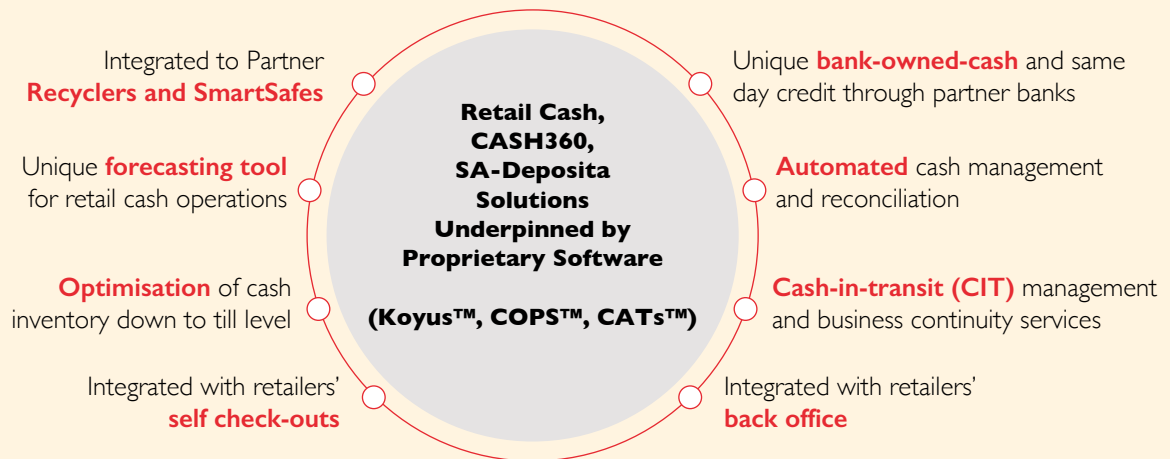 Integrated to Partner
Recyclers and SmartSafes
Unique forecasting tool
for retail cash operations
Optimisation of cash
inventory down to till level
Integrated with retailers’
self check-outs
Retail Cash,
CASH360,
SA-Deposita
Solutions
Underpinned by
Proprietary Software
(Koyus™, COPS™, CATs™)
Unique bank-owned-cash and same
day credit through partner banks
Automated cash management
and reconciliation
Cash-in-transit (CIT) management
and business continuity services
Integrated with retailers’
back office